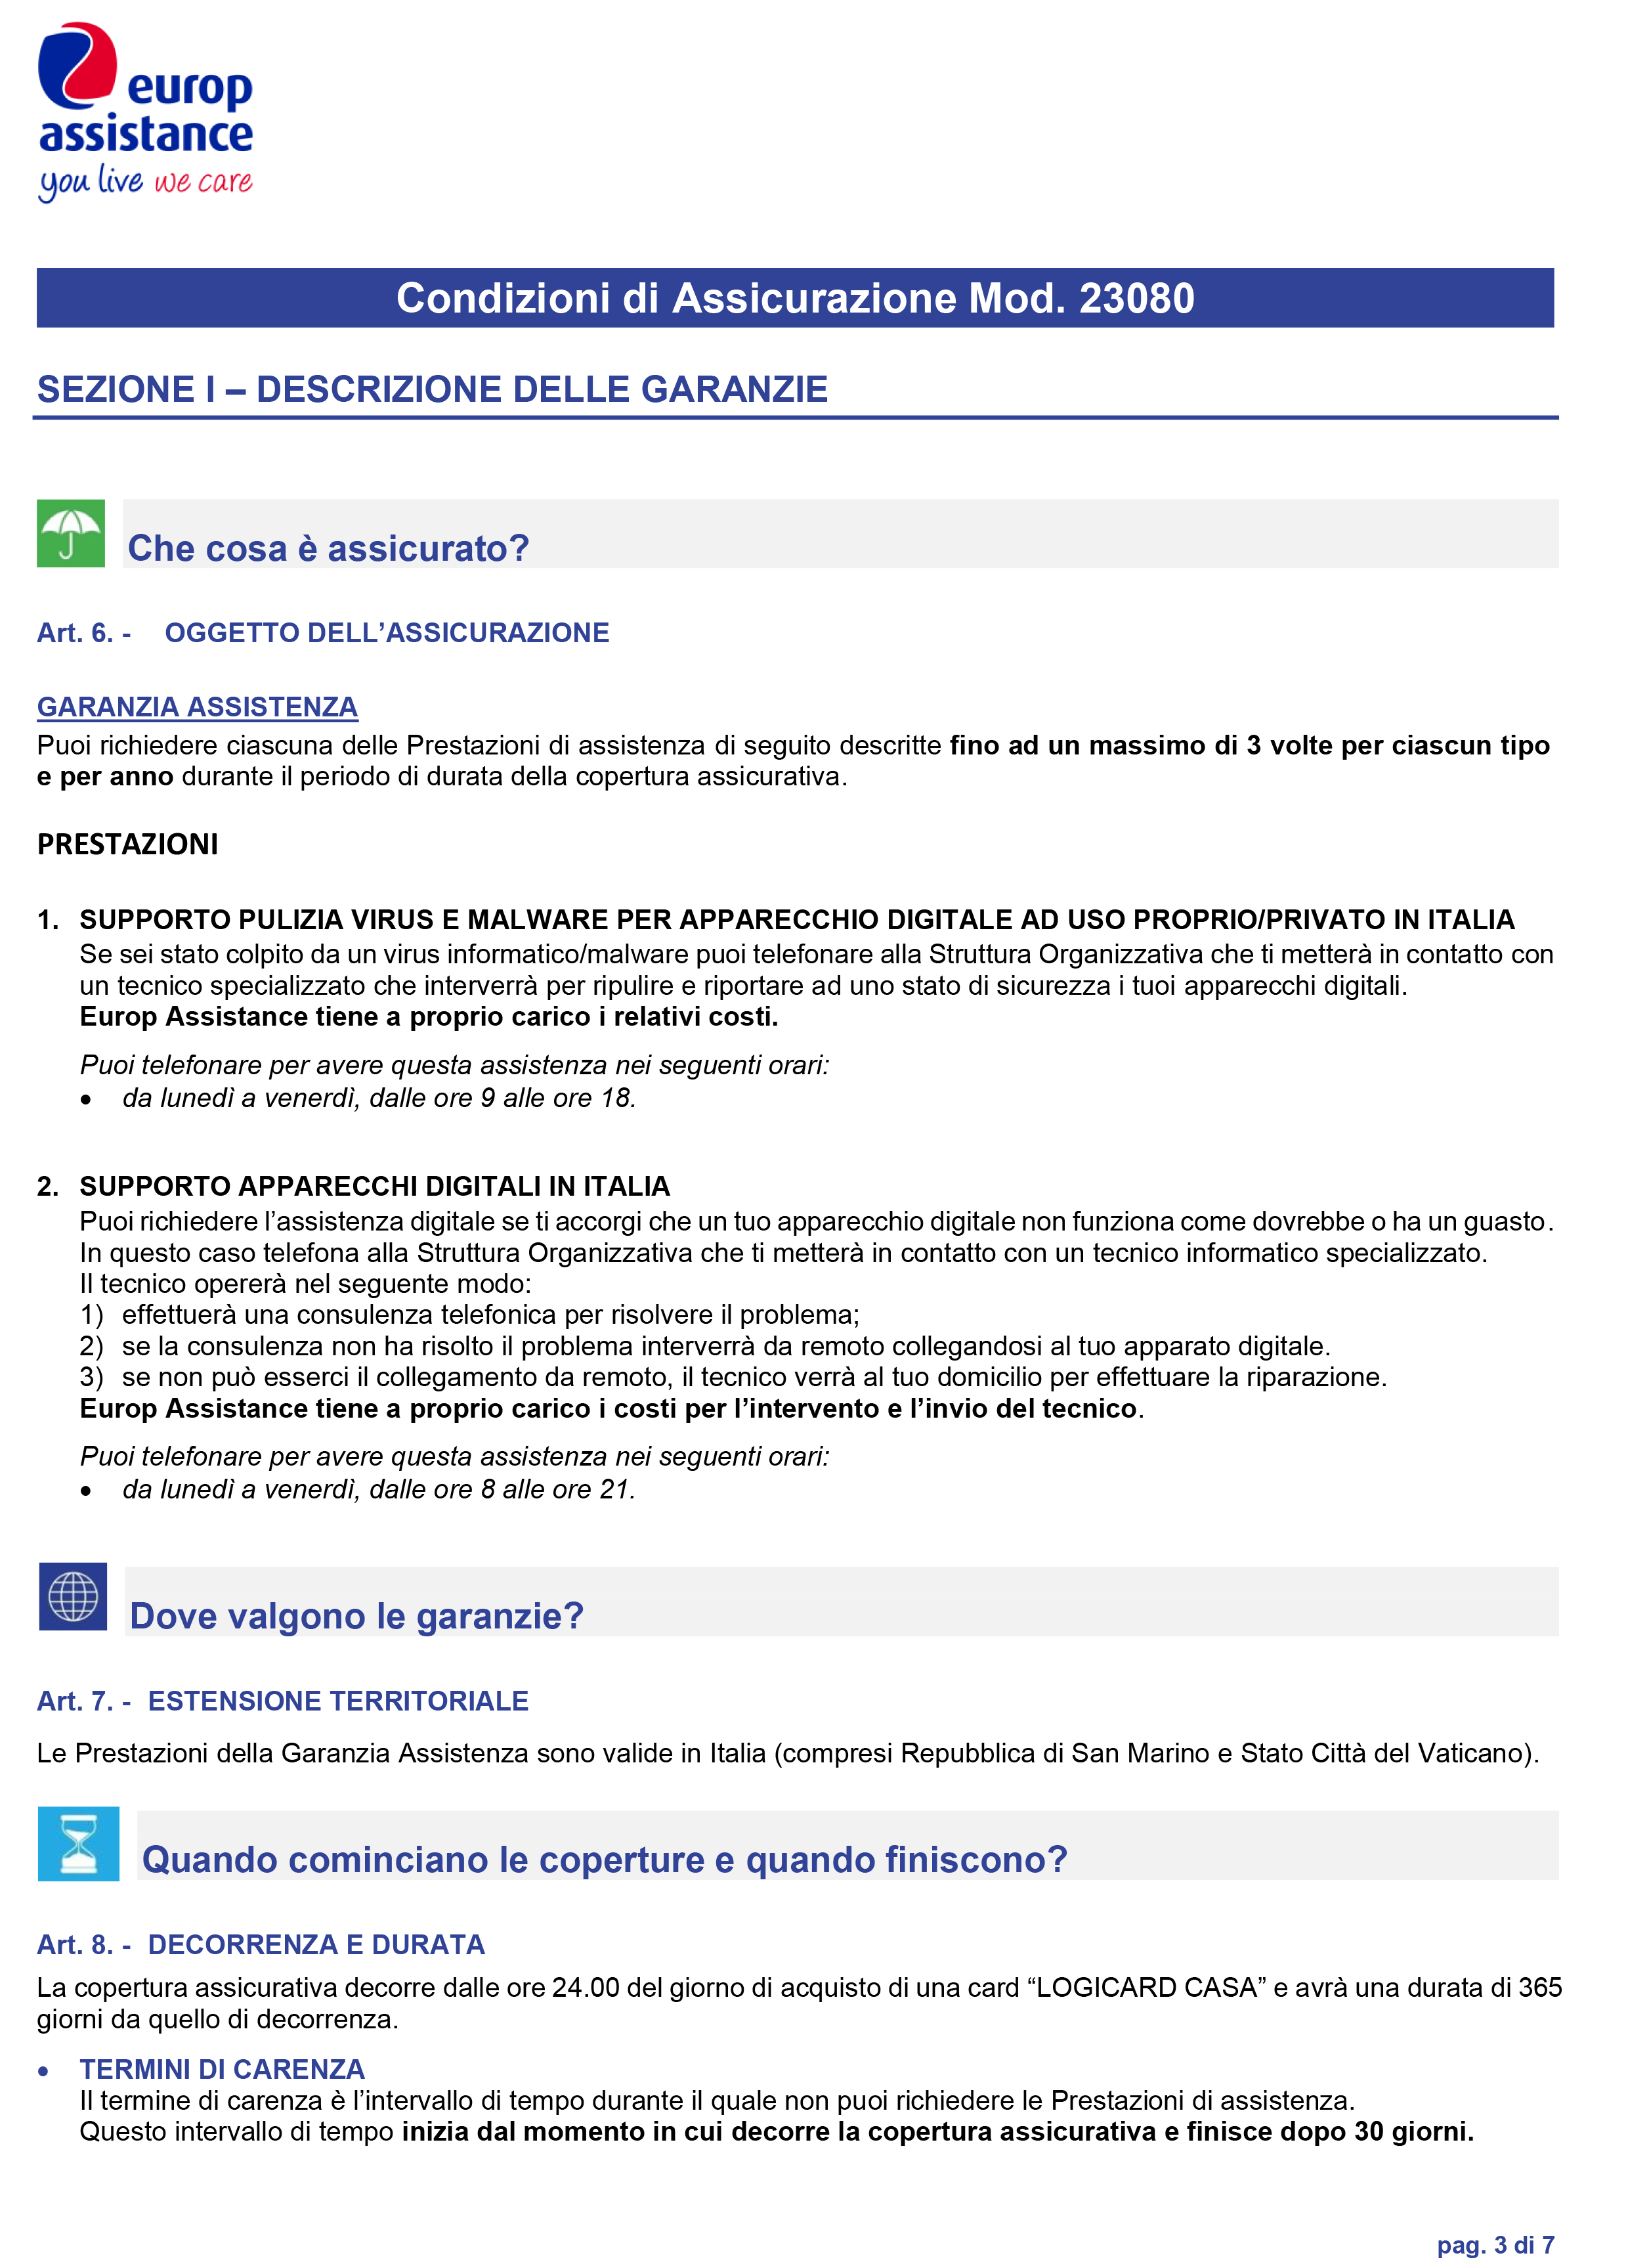 europ
assistance
you live we care
Condizioni di Assicurazione Mod. 23080
SEZIONE I – DESCRIZIONE DELLE GARANZIE
Che cosa è assicurato?
Art. 6. - OGGETTO DELL’ASSICURAZIONE
GARANZIA ASSISTENZA
Puoi richiedere ciascuna delle Prestazioni di assistenza di seguito descritte fino ad un massimo di 3 volte per ciascun tipo
e per anno durante il periodo di durata della copertura assicurativa.
PRESTAZIONI
1. SUPPORTO PULIZIA VIRUS E MALWARE PER APPARECCHIO DIGITALE AD USO PROPRIO/PRIVATO IN ITALIA
Se sei stato colpito da un virus informatico/malware puoi telefonare alla Struttura Organizzativa che ti metterà in contatto con
un tecnico specializzato che interverrà per ripulire e riportare ad uno stato di sicurezza i tuoi apparecchi digitali.
Europ Assistance tiene a proprio carico i relativi costi.
Puoi telefonare per avere questa assistenza nei seguenti orari:
• da lunedì a venerdì, dalle ore 9 alle ore 18.
2. SUPPORTO APPARECCHI DIGITALI IN ITALIA
Puoi richiedere l’assistenza digitale se ti accorgi che un tuo apparecchio digitale non funziona come dovrebbe o ha un guasto.
In questo caso telefona alla Struttura Organizzativa che ti metterà in contatto con un tecnico informatico specializzato.
Il tecnico opererà nel seguente modo:
1) effettuerà una consulenza telefonica per risolvere il problema;
2) se la consulenza non ha risolto il problema interverrà da remoto collegandosi al tuo apparato digitale.
3) se non può esserci il collegamento da remoto, il tecnico verrà al tuo domicilio per effettuare la riparazione.
Europ Assistance tiene a proprio carico i costi per l’intervento e l’invio del tecnico.
Puoi telefonare per avere questa assistenza nei seguenti orari:
• da lunedì a venerdì, dalle ore 8 alle ore 21.
Dove valgono le garanzie?
Art. 7. - ESTENSIONE TERRITORIALE
Le Prestazioni della Garanzia Assistenza sono valide in Italia (compresi Repubblica di San Marino e Stato Città del Vaticano).
Quando cominciano le coperture e quando finiscono?
Art. 8. - DECORRENZA E DURATA
La copertura assicurativa decorre dalle ore 24.00 del giorno di acquisto di una card “LOGICARD CASA” e avrà una durata di 365
giorni da quello di decorrenza.
• TERMINI DI CARENZA
Il termine di carenza è l’intervallo di tempo durante il quale non puoi richiedere le Prestazioni di assistenza.
Questo intervallo di tempo inizia dal momento in cui decorre la copertura assicurativa e finisce dopo 30 giorni.
pag. 3 di 7